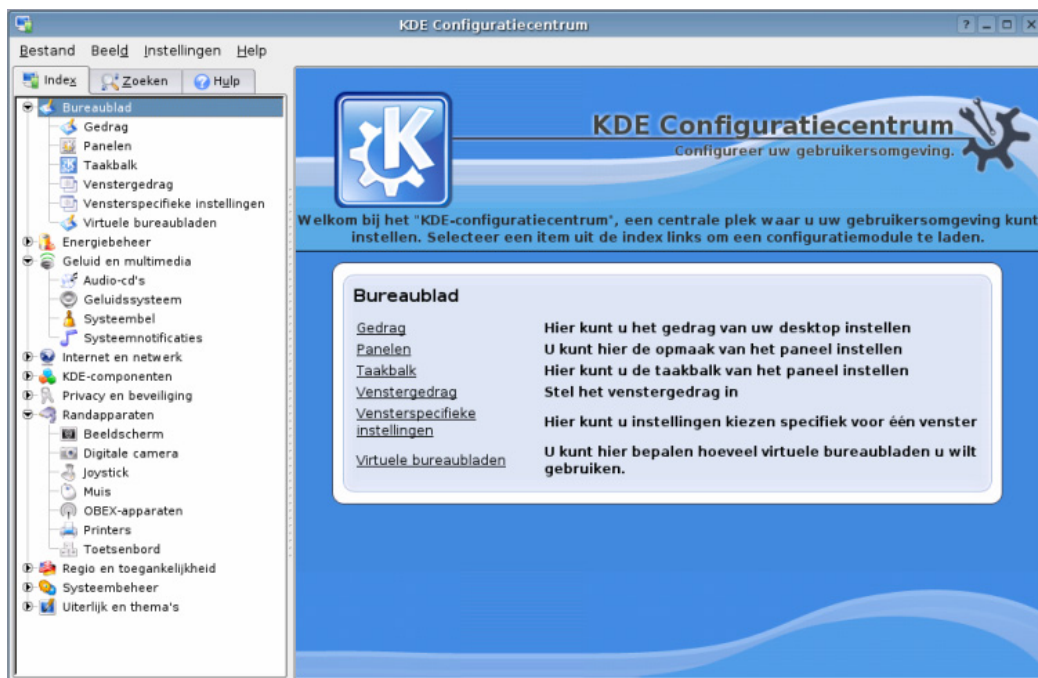 KDE Configuratiecentrum
Bestand Beeld Instellingen Help
Index Zoeken Hulp
Bureaublad
Gedrag
Panelen
Taakbalk
Venstergedrag
Vensterspecifieke instellingen
Virtuele bureaubladen
Energiebeheer
Geluid en multimedia
Audio-cd's
Geluidssysteem
Systeembel
Systeemnotificaties
Internet en netwerk
KDE-componenten
Privacy en beveiliging
Randapparaten
Beeldscherm
Digitale camera
Joystick
Muis
OBEX-apparaten
Printers
Toetsenbord
Regio en toegankelijkheid
Systeembeheer
Uiterlijk en thema's
KDE Configuratiecentrum
Configureer uw gebruikersomgeving.
Welkom bij het "KDE-configuratiecentrum", een centrale plek waar u uw gebruikersomgeving kunt
instellen. Selecteer een item uit de index links om een configuratiemodule te laden.
Bureaublad
Gedrag Hier kunt u het gedrag van uw desktop instellen
Panelen U kunt hier de opmaak van het paneel instellen
Taakbalk Hier kunt u de taakbalk van het paneel instellen
Venstergedrag Stel het venstergedrag in
Vensterspecifieke
instellingen
Hier kunt u instellingen kiezen specifiek voor één venster
Virtuele bureaubladen
U kunt hier bepalen hoeveel virtuele bureaubladen u wilt
gebruiken.